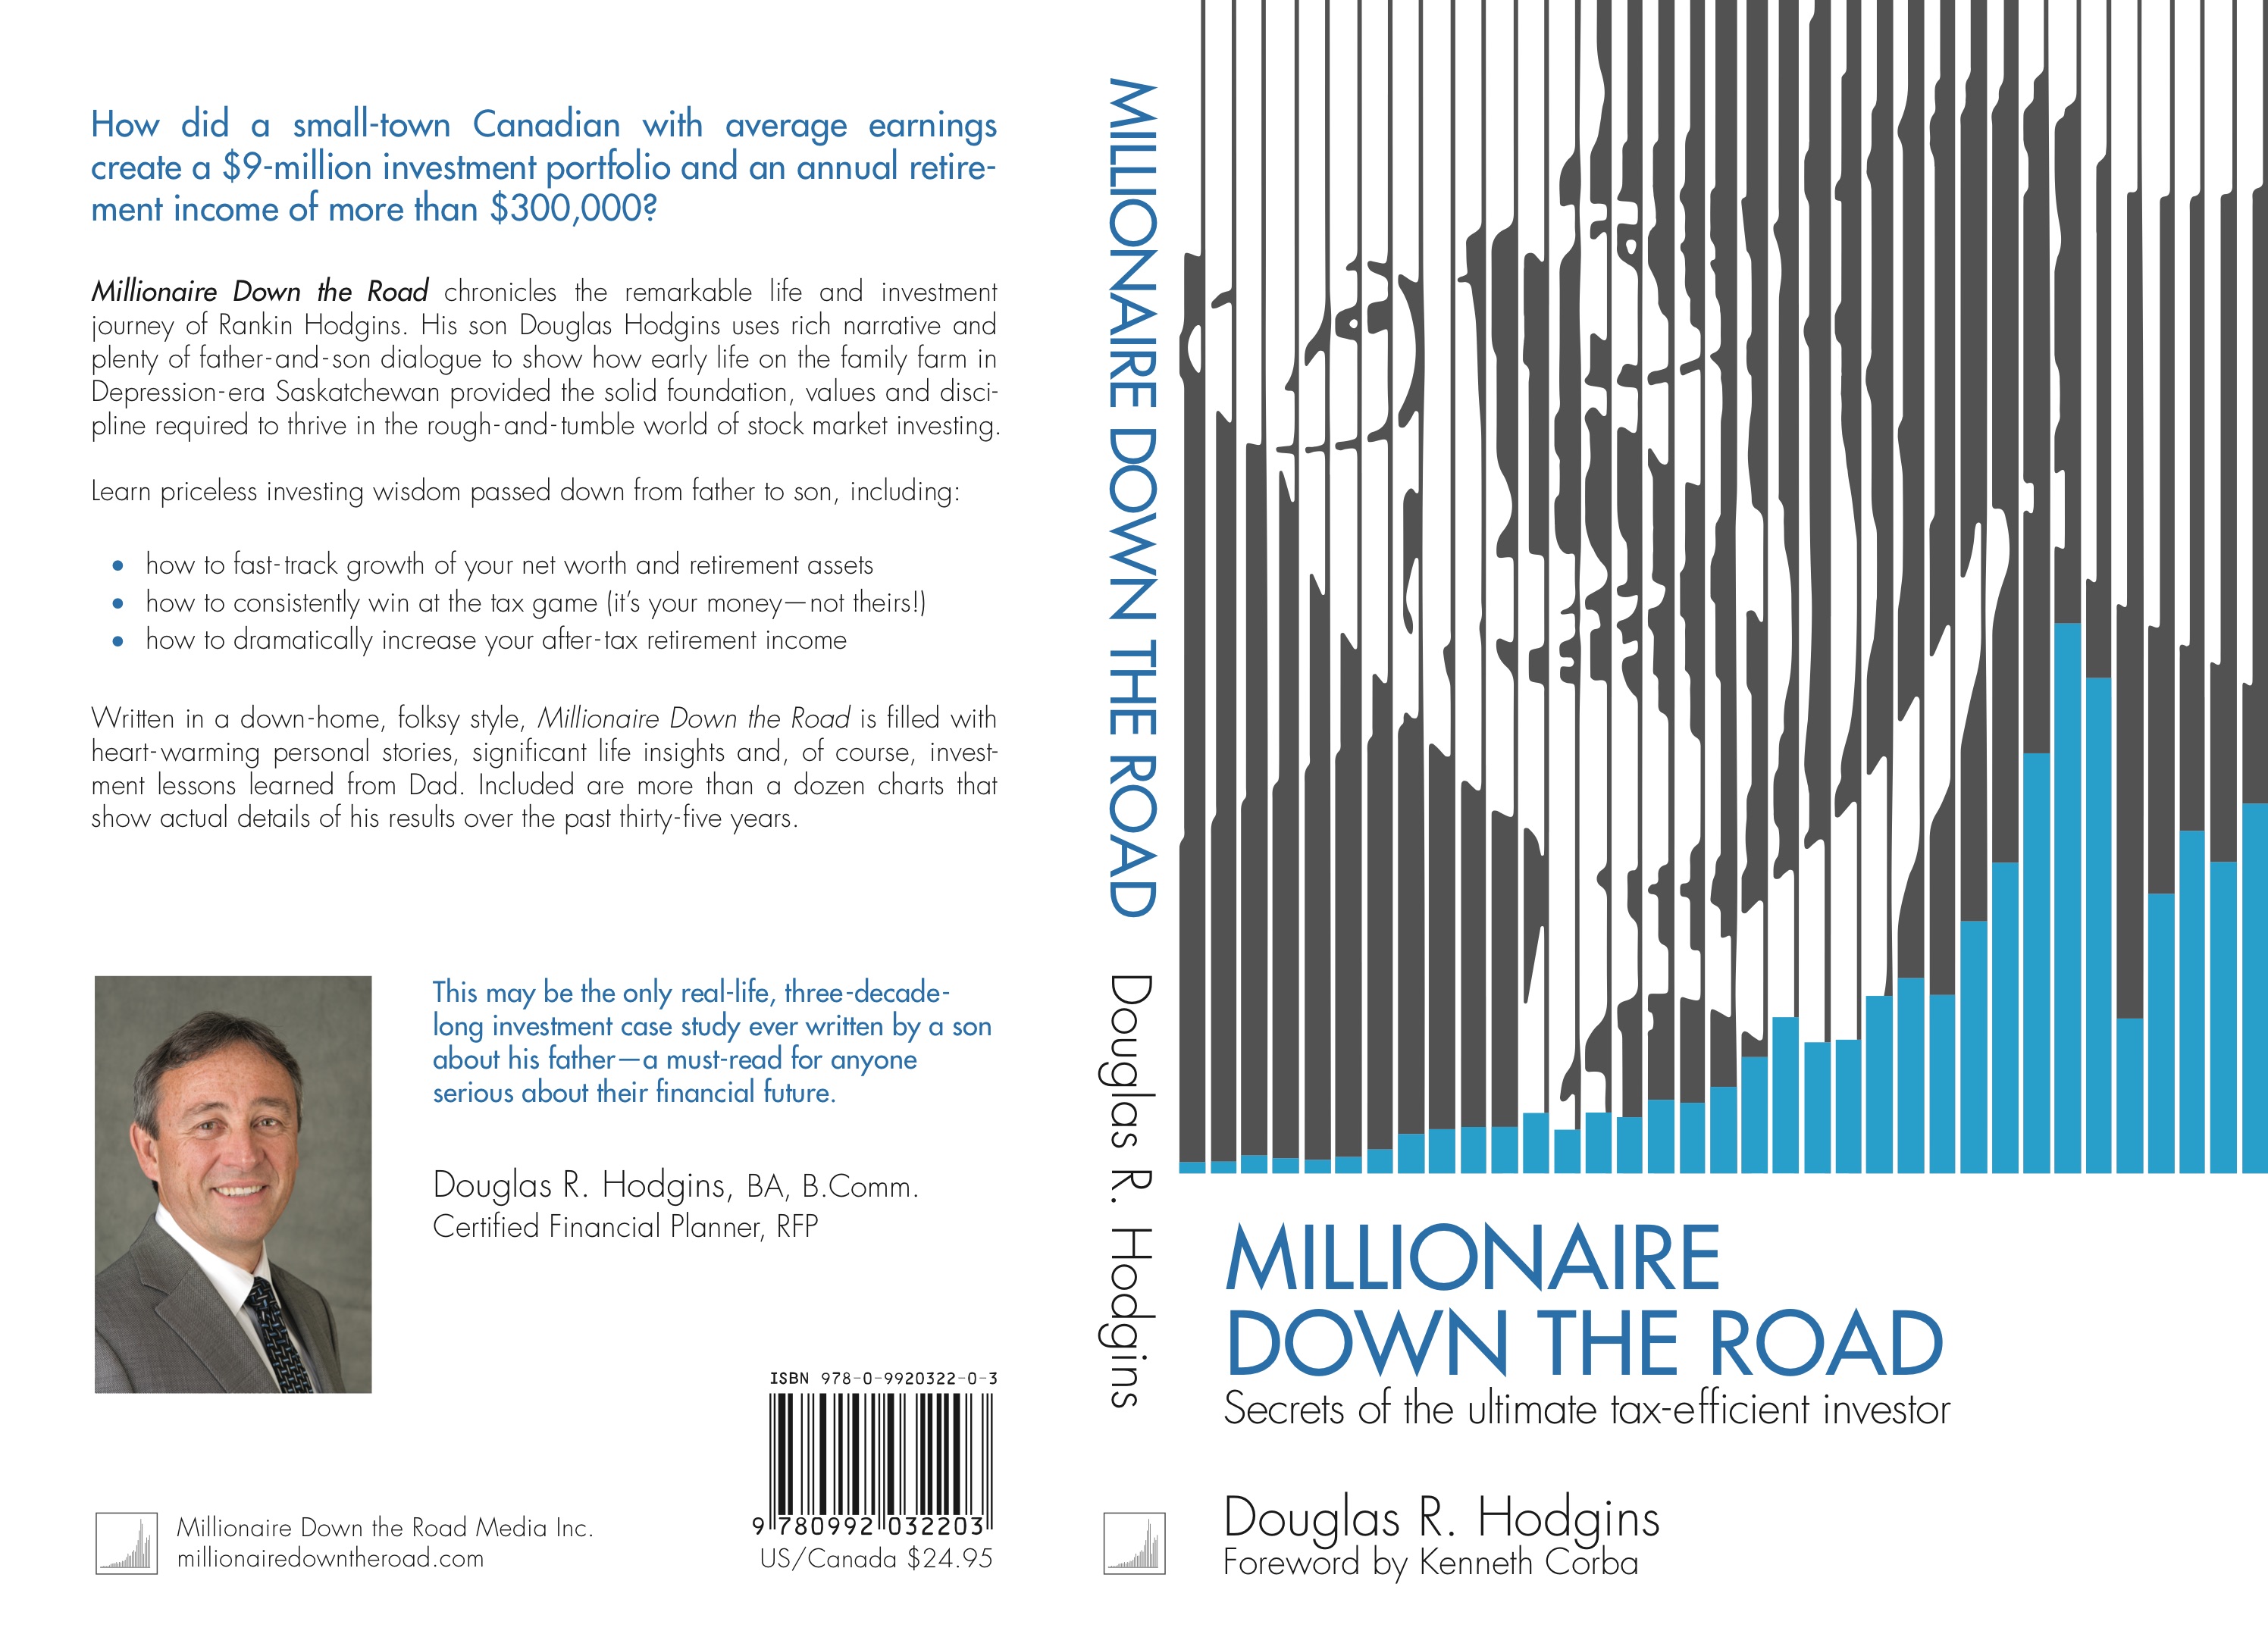 How did a small-town Canadian with average earnings
create a $9-million investment portfolio and an annual retire-
ment income of more than $300,000?
Millionaire Down the Road chronicles the remarkable life and investment
journey of Rankin Hodgins. His son Douglas Hodgins uses rich narrative and
plenty of father-and-son dialogue to show how early life on the family farm in
Depression-era Saskatchewan provided the solid foundation, values and disci-
pline required to thrive in the rough-and-tumble world of stock market investing.
Learn priceless investing wisdom passed down from father to son, including:
• how to fast-track growth of your net worth and retirement assets
• how to consistently win at the tax game (it's your money—not theirs!)
• how to dramatically increase your after-tax retirement income
Written in a down-home, folksy style, Millionaire Down the Road is filled with
heart-warming personal stories, significant life insights and, of course, invest-
ment lessons learned from Dad. Included are more than a dozen charts that
show actual details of his results over the past thirty-five years.
This may be the only real-life, three-decade-
long investment case study ever written by a son
about his father—a must-read for anyone
serious about their financial future.
Douglas R. Hodgins, BA, B.Comm.
Certified Financial Planner, RFP
ISBN 978-0-9920322-0-3
9 780992 032203
US/Canada $24.95
Millionaire Down the Road Media Inc.
millionairedowntheroad.com
MILLIONAIRE DOWN THE ROAD Douglas R. Hodgins
MILLIONAIRE
DOWN THE ROAD
Secrets of the ultimate tax-efficient investor
Douglas R. Hodgins
Foreword by Kenneth Corba